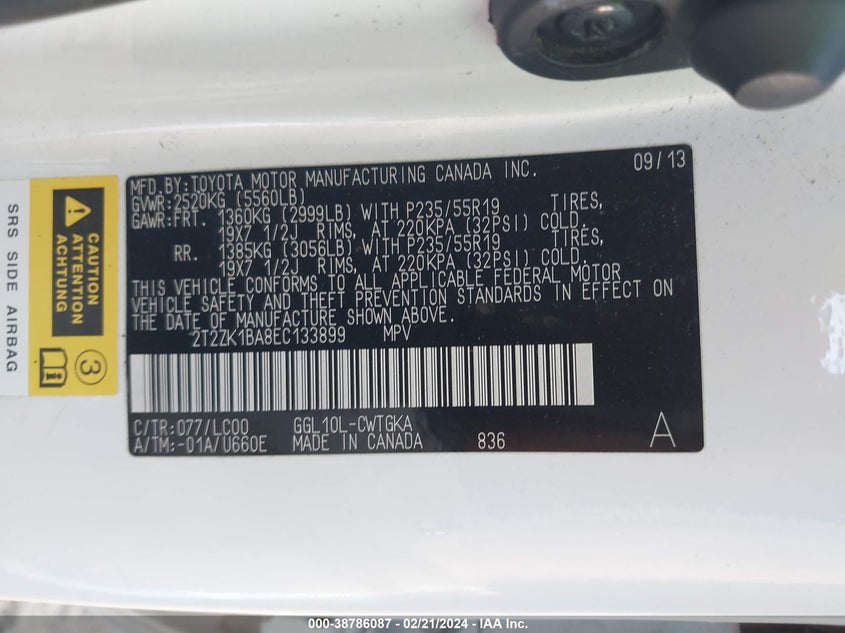 MFD.BY:TOYOTA MOTOR MANUFACTURING CANADA INC. 09/13
GVWR:2520KG (5560LB)
GAWR:FRT. 1360KG (2999LB) WITH P235/55R19 TIRES,
19X7 1/2J RIMS, AT 220KPA (32PSI) COLD.
RR. 1385KG (3056LB) WITH P235/55R19 TIRES,
19X7 1/2J RIMS, AT 220KPA (32PSI) COLD.
THIS VEHICLE CONFORMS TO ALL APPLICABLE FEDERAL MOTOR
VEHICLE SAFETY AND THEFT PREVENTION STANDARDS IN EFFECT ON
THE DATE OF MANUFACTURE SHOWN ABOVE.
2T2ZK1BA8EC133899 MPV
C/TR:077/LC00 GGL10L-CWTGKA
A/TM:-01A/U660E MADE IN CANADA 836 A
SRS SIDE AIRBAG
CAUTION
ATTENTION
ACHTUNG
3
000-38786087 - 02/21/2024 - IAA Inc.